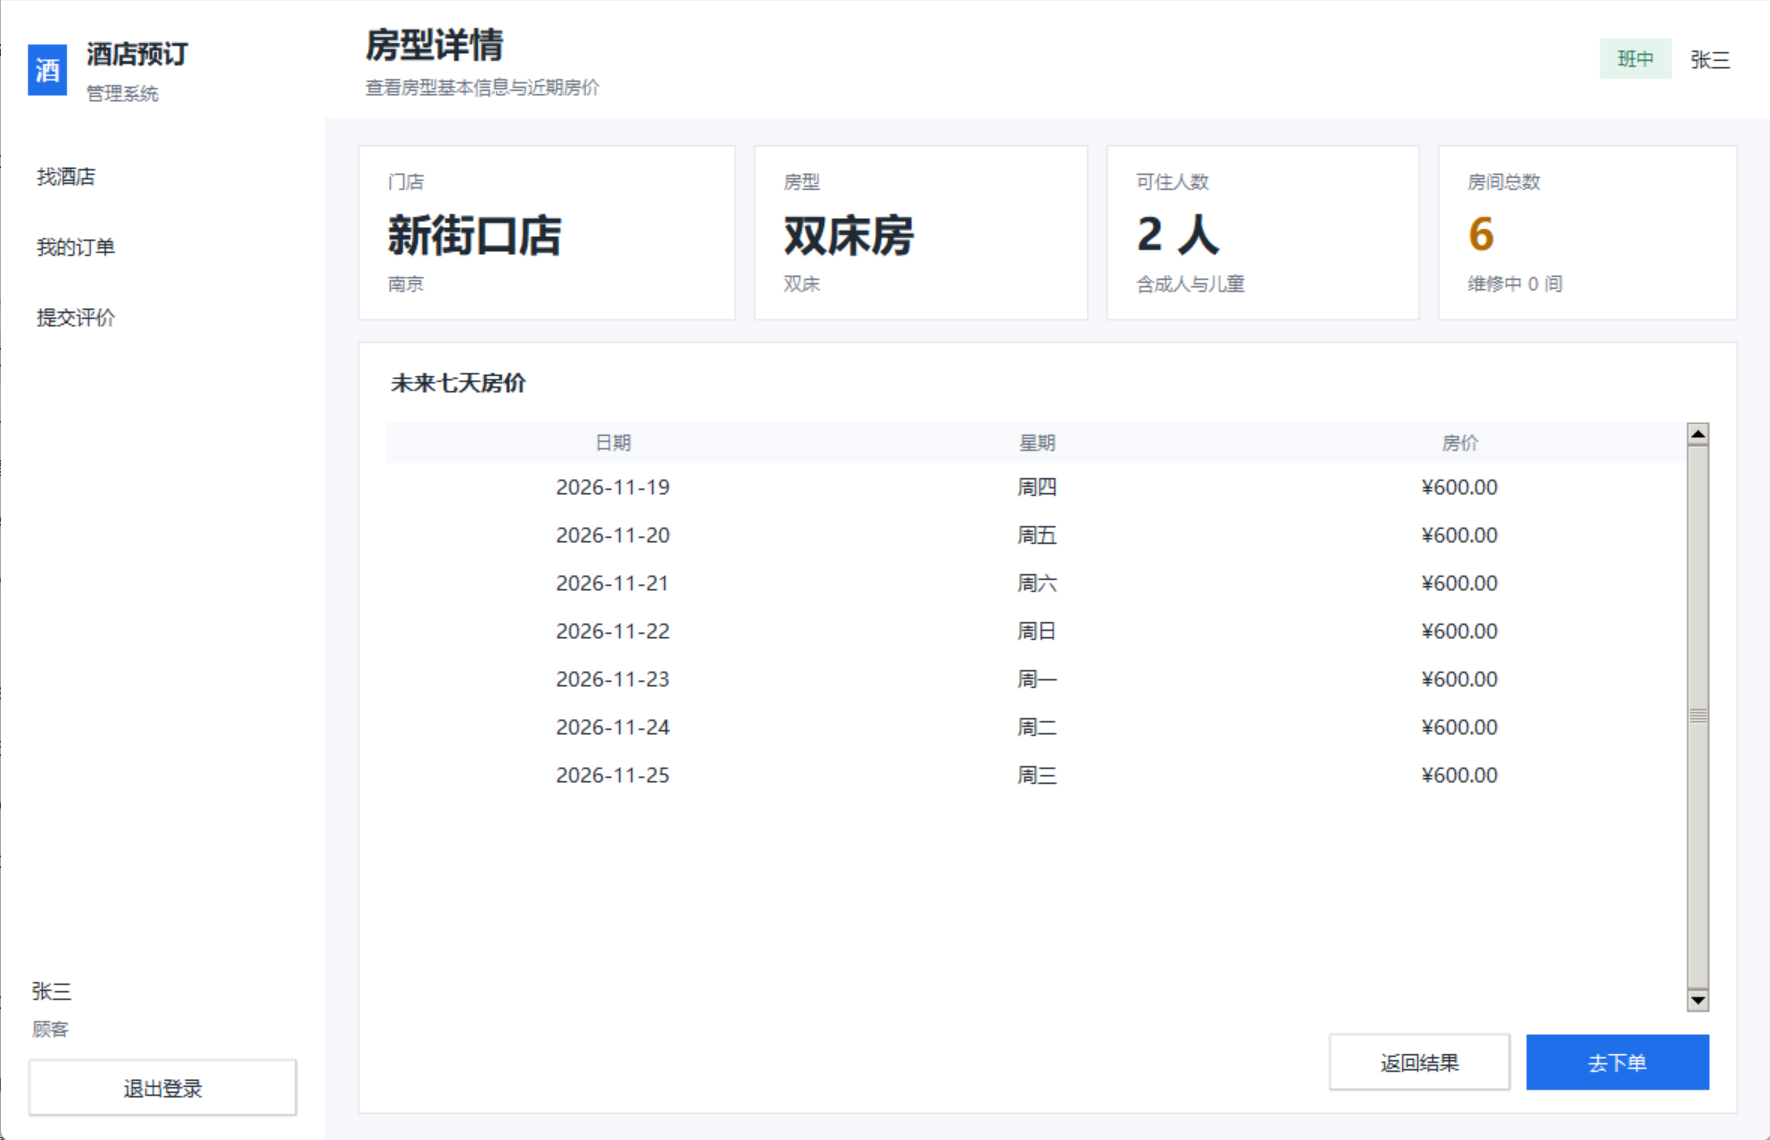 酒
酒店预订
管理系统
找酒店
我的订单
提交评价
张三
顾客
退出登录
房型详情
查看房型基本信息与近期房价
班中
张三
门店
新街口店
南京
房型
双床房
双床
可住人数
2 人
含成人与儿童
房间总数
6
维修中 0 间
未来七天房价
日期 星期 房价
2026-11-19 周四 ¥600.00
2026-11-20 周五 ¥600.00
2026-11-21 周六 ¥600.00
2026-11-22 周日 ¥600.00
2026-11-23 周一 ¥600.00
2026-11-24 周二 ¥600.00
2026-11-25 周三 ¥600.00
返回结果
去下单